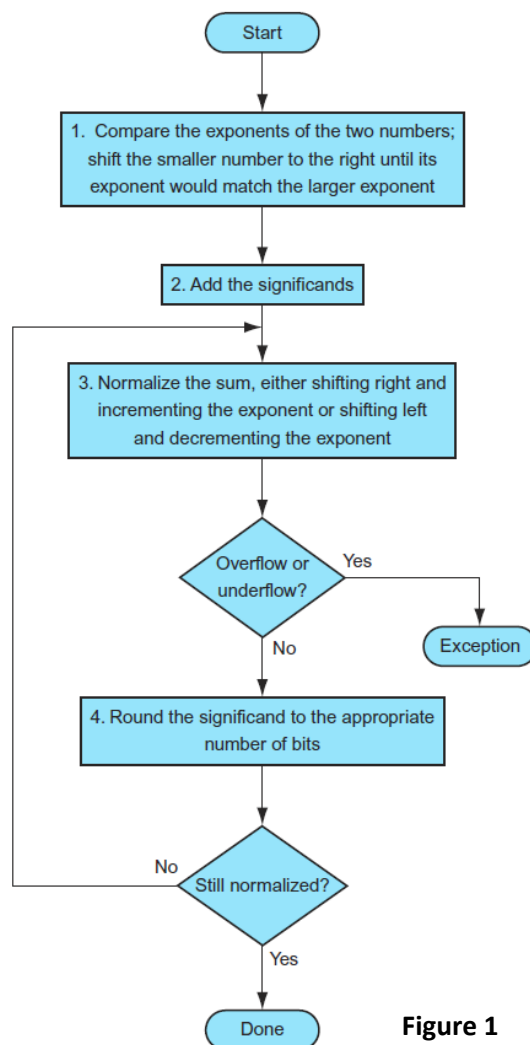 Start
1. Compare the exponents of the two numbers;
shift the smaller number to the right until its
exponent would match the larger exponent
2. Add the significands
3. Normalize the sum, either shifting right and
incrementing the exponent or shifting left
and decrementing the exponent
Overflow or
underflow?
Yes
Exception
No
4. Round the significand to the appropriate
number of bits
No
Still normalized?
Yes
Done
Figure 1